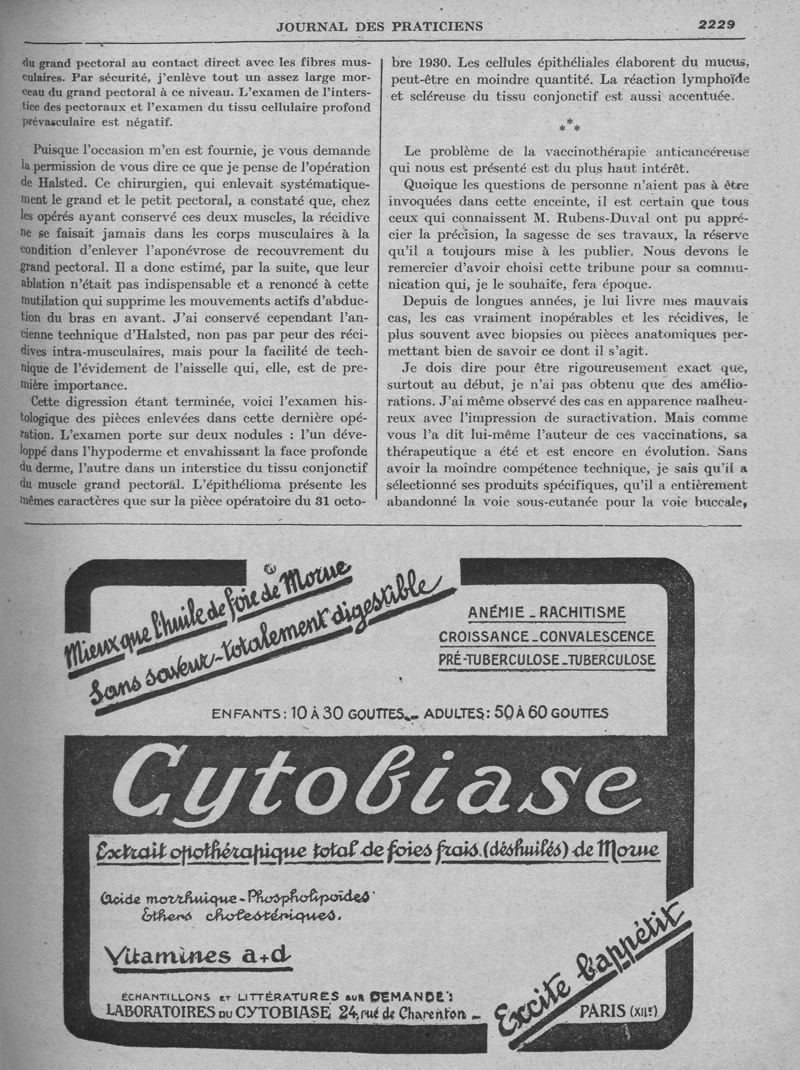 JOURNAL DES PRATICIENS 2229
du grand pectoral au contact direct avec les fibres mus-
culaires. Par sécurité, j'enlève tout un assez large mor-
ceau du grand pectoral à ce niveau. L'examen de l'inters-
tice des pectoraux et l'examen du tissu cellulaire profond
prévasculaire est négatif.
Puisque l'occasion m'en est fournie, je vous demande
la permission de vous dire ce que je pense de l'opération
de Halsted. Ce chirurgien, qui enlevait systématique-
ment le grand et le petit pectoral, a constaté que, chez
les opérés ayant conservé ces deux muscles, la récidive
ne se faisait jamais dans les corps musculaires à la
condition d'enlever l'aponévrose de recouvrement du
grand pectoral. Il a donc estimé, par la suite, que leur
ablation n'était pas indispensable et a renoncé à cette
mutilation qui supprime les mouvements actifs d'abduc-
tion du bras en avant. J'ai conservé cependant l'an-
cienne technique d'Halsted, non pas par peur des réci-
dives intra-musculaires, mais pour la facilité de tech-
nique de l'évidement de l'aisselle qui, elle, est de pre-
mière importance.
Cette digression étant terminée, voici l'examen his-
tologique des pièces enlevées dans cette dernière opé-
ration. L'examen porte sur deux nodules : l'un déve-
loppé dans l'hypoderme et envahissant la face profonde
du derme, l'autre dans un interstice du tissu conjonctif
du muscle grand pectoral. L'épithélioma présente les
mêmes caractères que sur la pièce opératoire du 31 octo-
bre 1930. Les cellules épithéliales élaborent du mucus,
peut-être en moindre quantité. La réaction lymphoïde
et scléreuse du tissu conjonctif est aussi accentuée.
***
Le problème de la vaccinothérapie anticancéreuse
qui nous est présenté est du plus haut intérêt.
Quoique les questions de personne n'aient pas à être
invoquées dans cette enceinte, il est certain que tous
ceux qui connaissent M. Rubens-Duval ont pu appré-
cier la précision, la sagesse de ses travaux, la réserve
qu'il a toujours mise à les publier. Nous devons le
remercier d'avoir choisi cette tribune pour sa commu-
nication qui, je le souhaite, fera époque.
Depuis de longues années, je lui livre mes mauvais
cas, les cas vraiment inopérables et les récidives, le
plus souvent avec biopsies ou pièces anatomiques per-
mettant bien de savoir ce dont il s'agit.
Je dois dire pour être rigoureusement exact que,
surtout au début, je n'ai pas obtenu que des amélio-
rations. J'ai même observé des cas en apparence malheu-
reux avec l'impression de suractivation. Mais comme
vous l'a dit lui-même l'auteur de ces vaccinations, sa
thérapeutique a été et est encore en évolution. Sans
avoir la moindre compétence technique, je sais qu'il a
sélectionné ses produits spécifiques, qu'il a entièrement
abandonné la voie sous-cutanée pour la voie buccale,
Mieux que l'huile de foie de Morue
Sans saveur-totalement digestible
ANÉMIE - RACHITISME
CROISSANCE - CONVALESCENCE
PRÉ-TUBERCULOSE - TUBERCULOSE
ENFANTS : 10 À 30 GOUTTES - ADULTES : 50 À 60 GOUTTES
Cytobiase
Extrait opothérapique total de foies frais (déshuilés) de Morue
Acide morrhuique - Phospholipoïdes
Ethers cholestériques.
Vitamines a+d
Excite l'appétit
ÉCHANTILLONS ET LITTÉRATURES SUR DEMANDE :
LABORATOIRES DU CYTOBIASE 24, rue de Charenton - PARIS (XIIe)